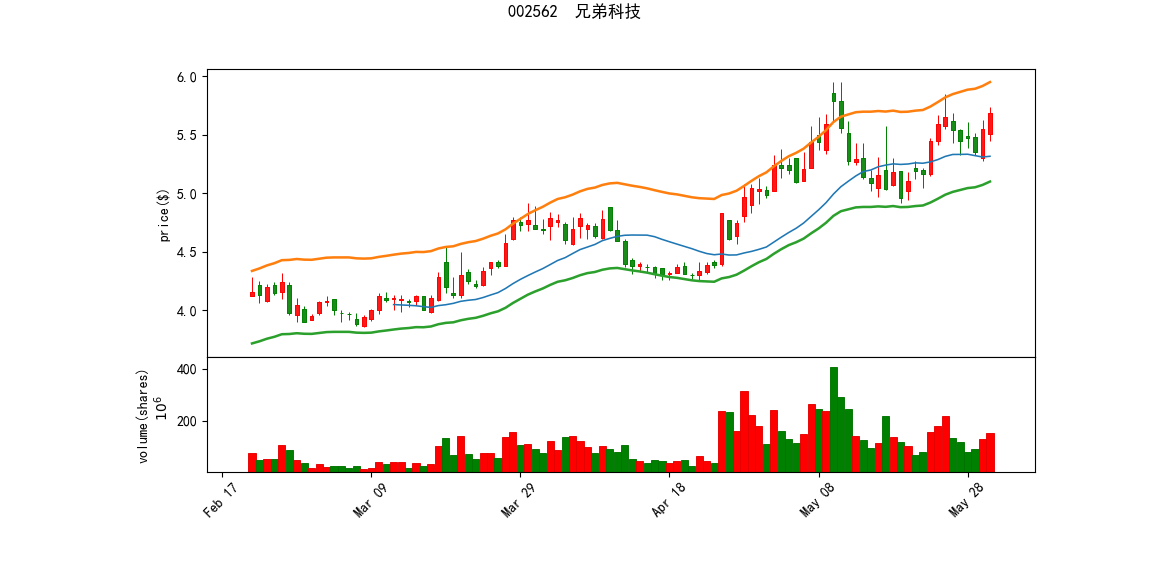 002562 兄弟科技
6.0
5.5
5.0
4.5
4.0
price($)
400
200
volume(shares)
10^6
Feb 17
Mar 09
Mar 29
Apr 18
May 08
May 28